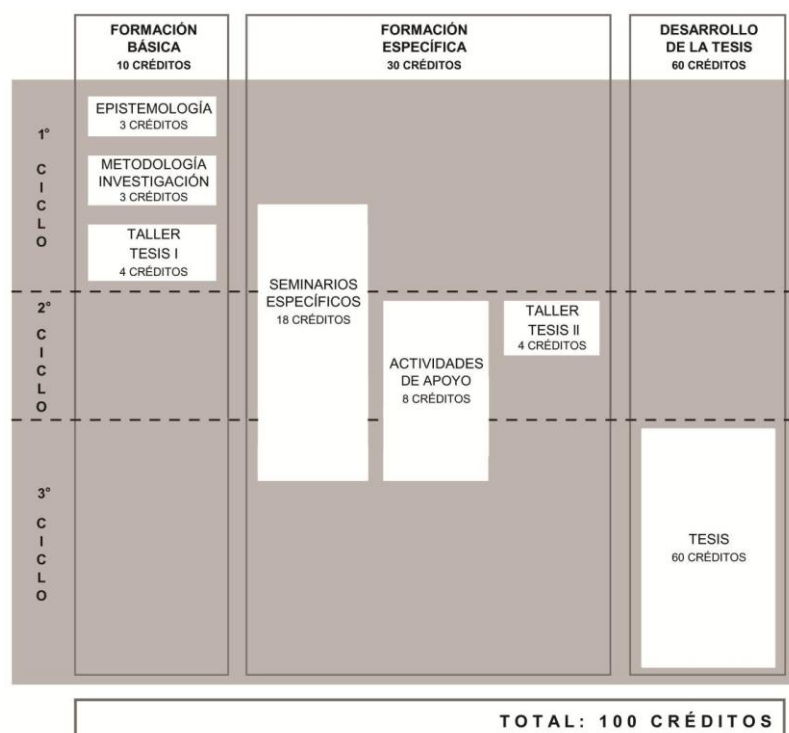 FORMACIÓN
BÁSICA
10 CRÉDITOS
FORMACIÓN
ESPECÍFICA
30 CRÉDITOS
DESARROLLO
DE LA TESIS
60 CRÉDITOS
1°
C
I
C
L
O
EPISTEMOLOGÍA
3 CRÉDITOS
METODOLOGÍA
INVESTIGACIÓN
3 CRÉDITOS
TALLER
TESIS I
4 CRÉDITOS
SEMINARIOS
ESPECÍFICOS
18 CRÉDITOS
2°
C
I
C
L
O
ACTIVIDADES
DE APOYO
8 CRÉDITOS
TALLER
TESIS II
4 CRÉDITOS
3°
C
I
C
L
O
TESIS
60 CRÉDITOS
TOTAL: 100 CRÉDITOS